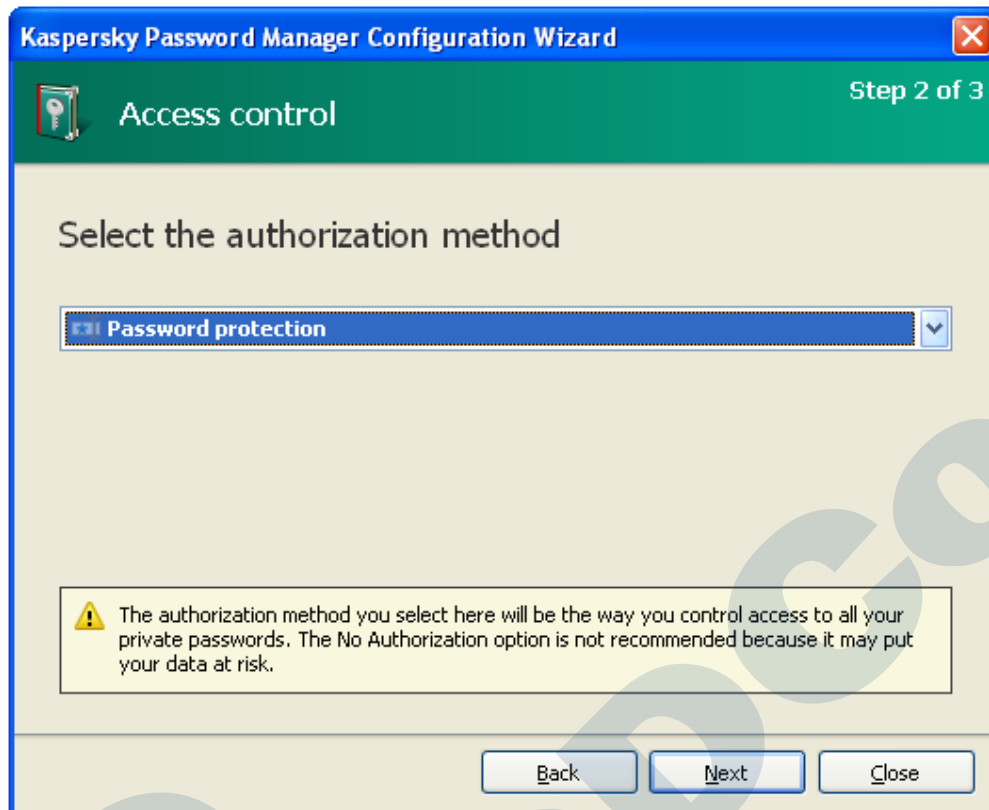 Kaspersky Password Manager Configuration Wizard
Step 2 of 3
Access control
Select the authorization method
Password protection
The authorization method you select here will be the way you control access to all your
private passwords. The No Authorization option is not recommended because it may put
your data at risk.
Back
Next
Close